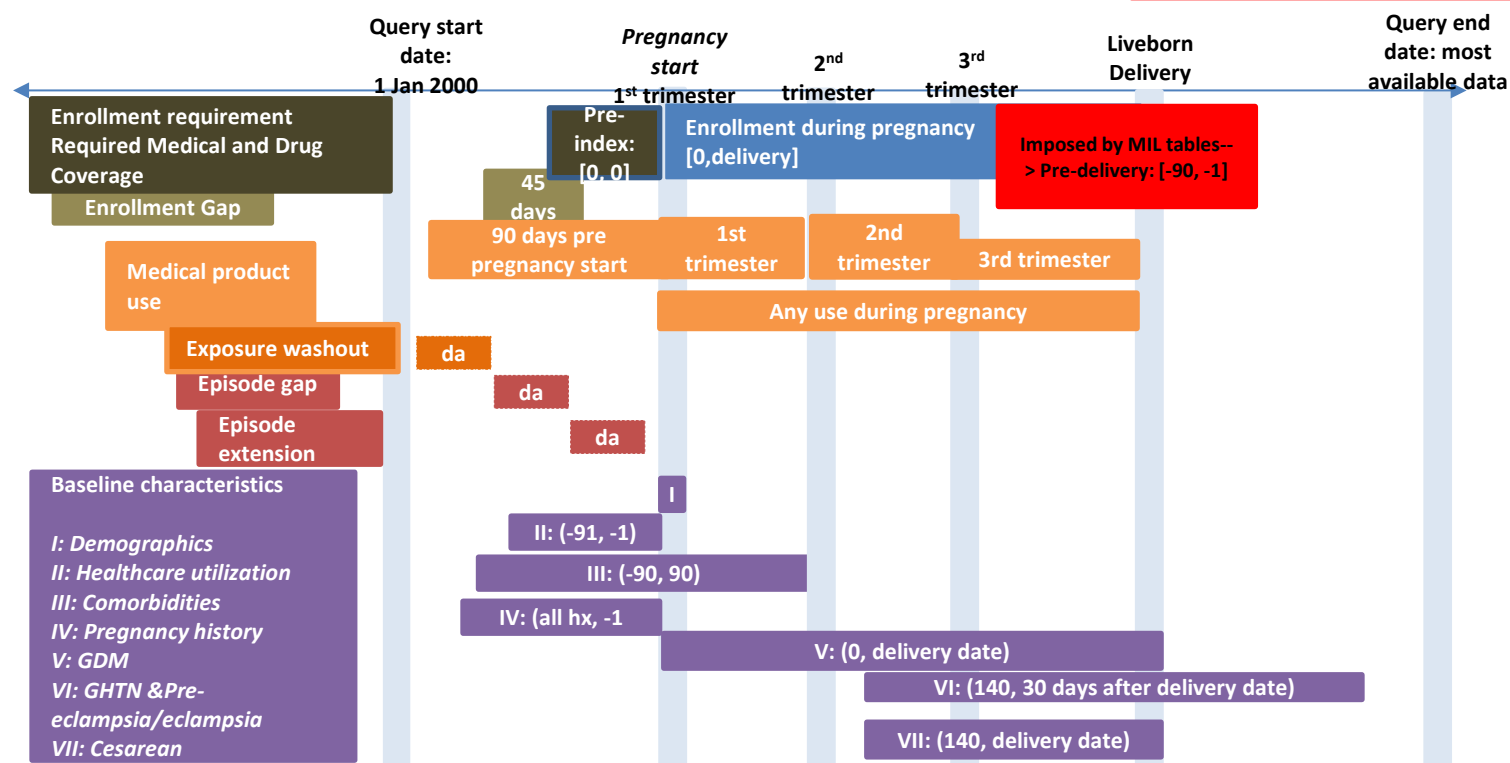 Query start
date:
1 Jan 2000
Pregnancy
start
1st trimester
2nd
trimester
3rd
trimester
Liveborn
Delivery
Query end
date: most
available data
Enrollment requirement
Required Medical and Drug
Coverage
Pre-
index:
[0, 0]
Enrollment during pregnancy
[0,delivery]
Imposed by MIL tables--
> Pre-delivery: [-90, -1]
Enrollment Gap
45
days
Medical product
use
90 days pre
pregnancy start
1st
trimester
2nd
trimester
3rd trimester
Any use during pregnancy
Exposure washout
da
Episode gap
da
Episode
extension
da
Baseline characteristics
I: Demographics
II: Healthcare utilization
III: Comorbidities
IV: Pregnancy history
V: GDM
VI: GHTN &Pre-
eclampsia/eclampsia
VII: Cesarean
I
II: (-91, -1)
III: (-90, 90)
IV: (all hx, -1
V: (0, delivery date)
VI: (140, 30 days after delivery date)
VII: (140, delivery date)